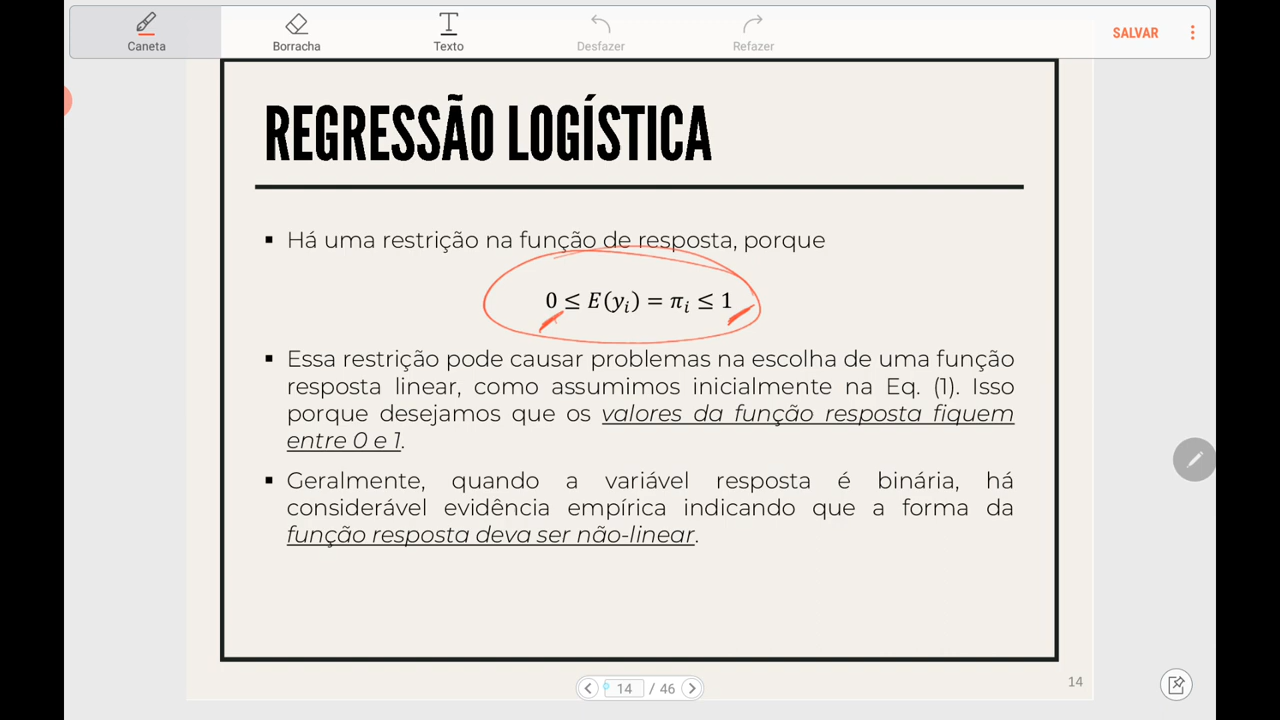 Caneta
Borracha
Texto
Desfazer
Refazer
SALVAR
REGRESSÃO LOGÍSTICA
▪ Há uma restrição na função de resposta, porque
0 ≤ E(yᵢ) = πᵢ ≤ 1
▪ Essa restrição pode causar problemas na escolha de uma função
resposta linear, como assumimos inicialmente na Eq. (1). Isso
porque desejamos que os valores da função resposta fiquem
entre 0 e 1.
▪ Geralmente, quando a variável resposta é binária, há
considerável evidência empírica indicando que a forma da
função resposta deva ser não-linear.
14
14 / 46